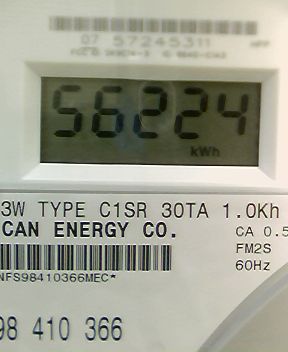 07 57245311
56224
kWh
3W TYPE C1SR 30TA 1.0Kh
CAN ENERGY CO.
CA 0.5
FM2S
60Hz
NFS98410366MEC*
98 410 366